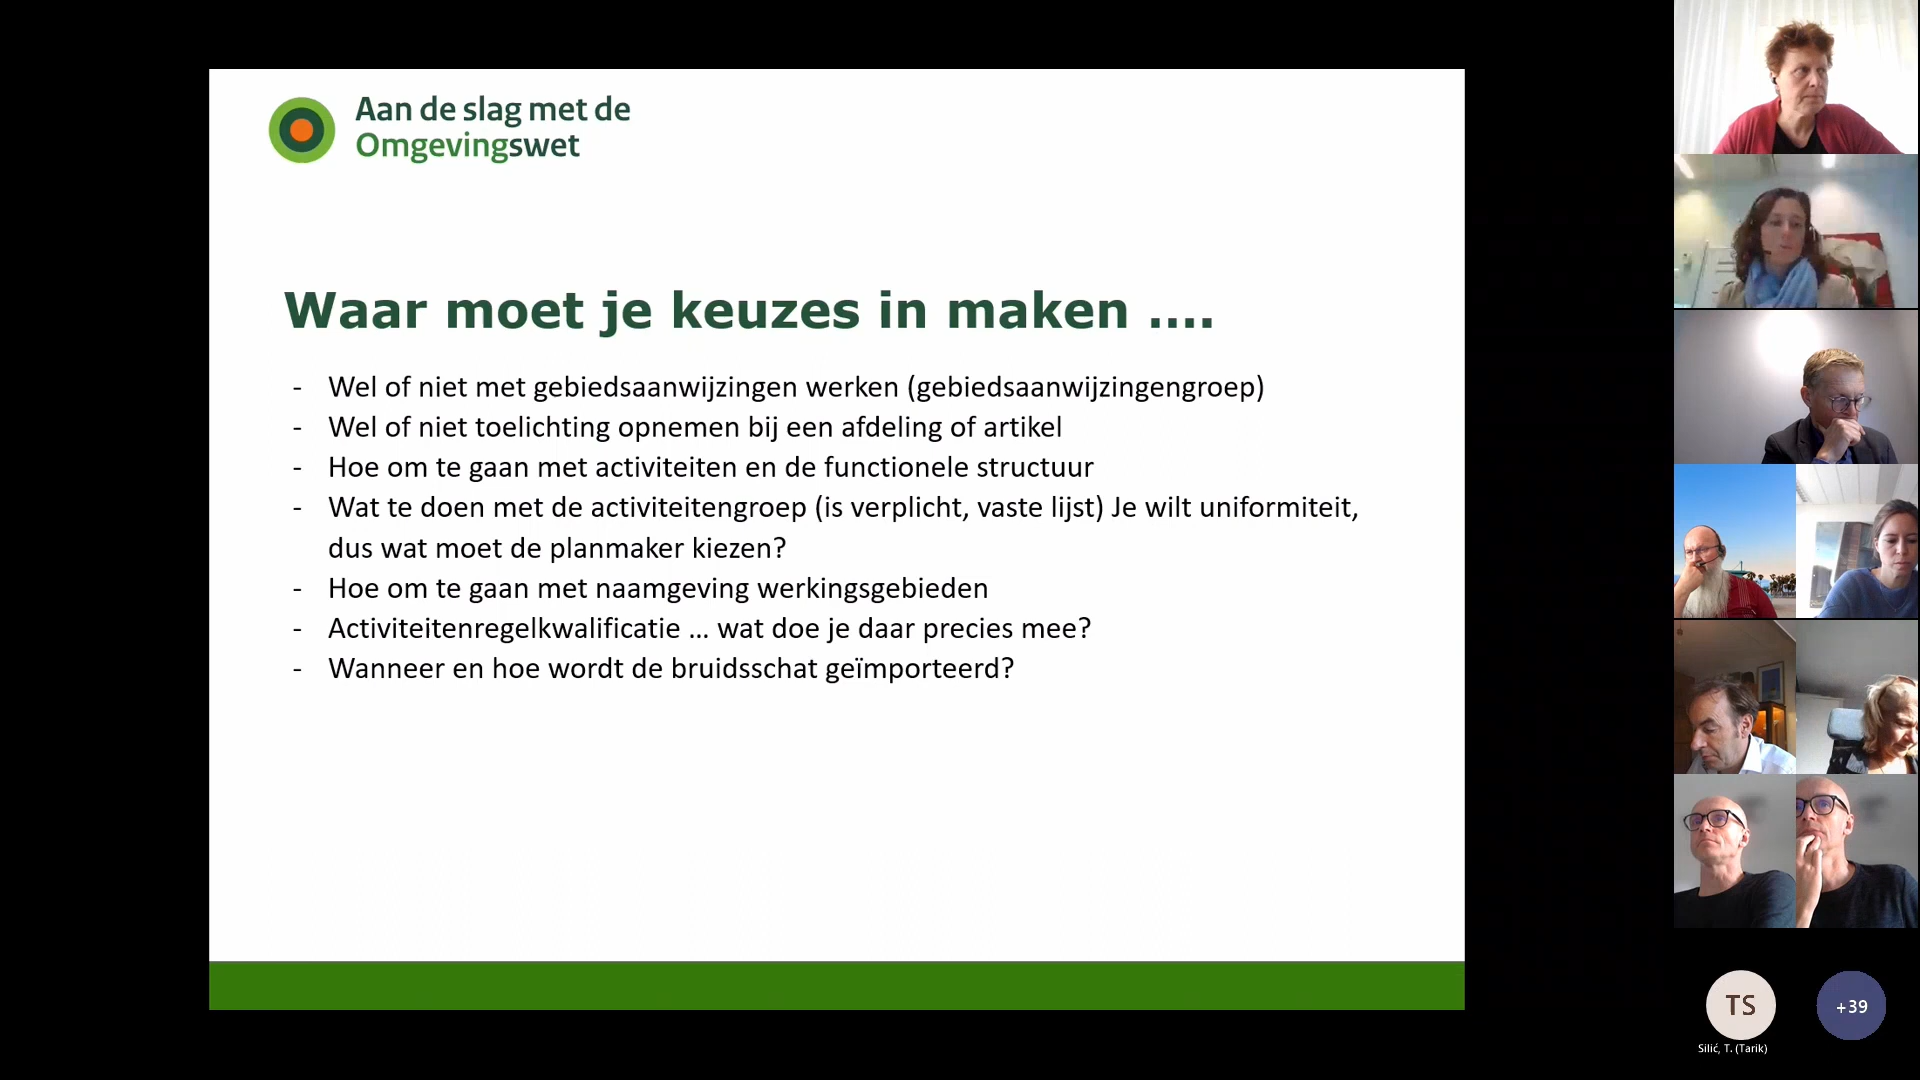 Aan de slag met de
Omgevingswet
Waar moet je keuzes in maken ....
- Wel of niet met gebiedsaanwijzingen werken (gebiedsaanwijzingengroep)
- Wel of niet toelichting opnemen bij een afdeling of artikel
- Hoe om te gaan met activiteiten en de functionele structuur
- Wat te doen met de activiteitengroep (is verplicht, vaste lijst) Je wilt uniformiteit,
dus wat moet de planmaker kiezen?
- Hoe om te gaan met naamgeving werkingsgebieden
- Activiteitenregelkwalificatie ... wat doe je daar precies mee?
- Wanneer en hoe wordt de bruidsschat geïmporteerd?
TS
+39
Silić, T. (Tarik)